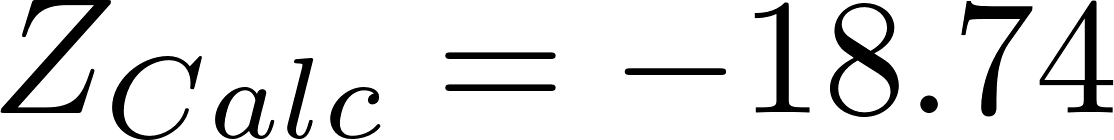 Z_{Calc} = -18.74